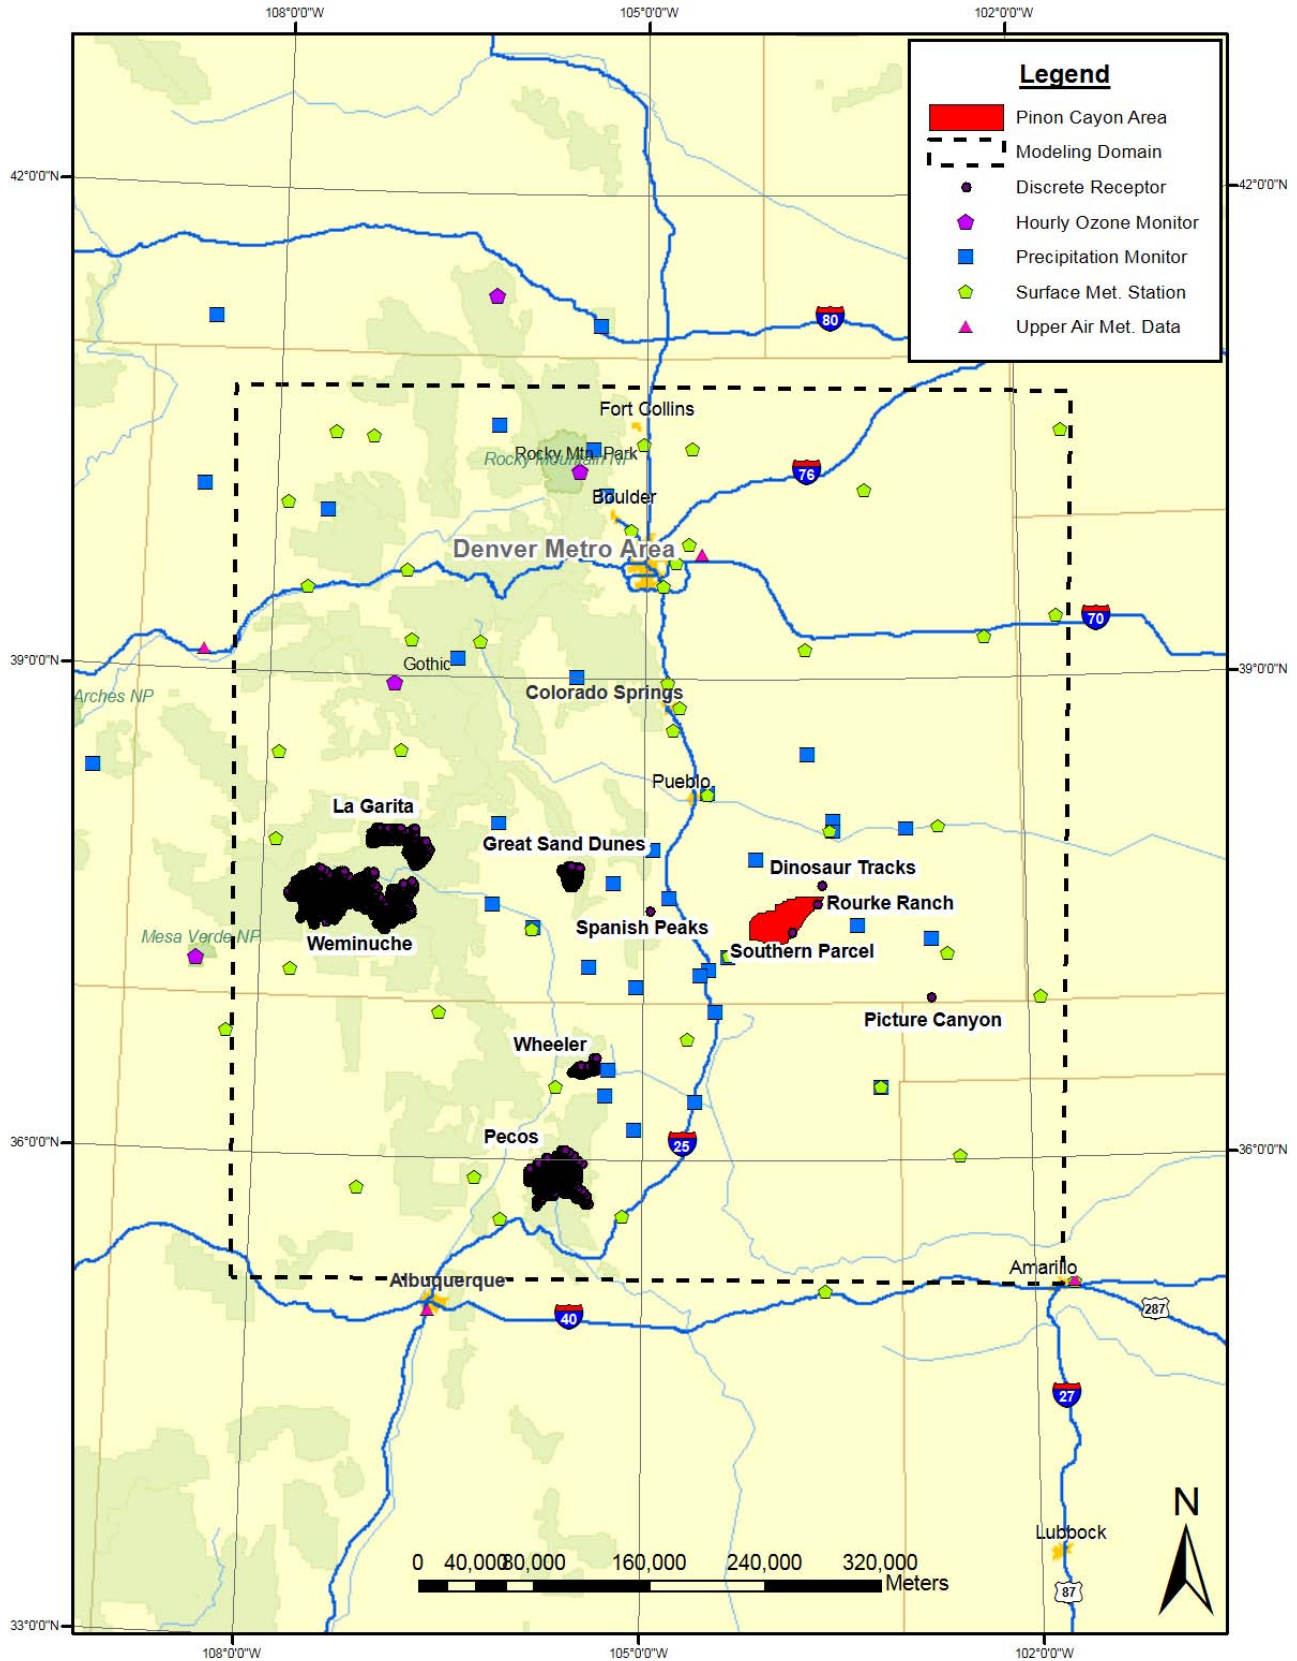 108°0'0"W 105°0'0"W 102°0'0"W
Legend
Pinon Cayon Area
Modeling Domain
Discrete Receptor
Hourly Ozone Monitor
Precipitation Monitor
Surface Met. Station
Upper Air Met. Data
42°0'0"N 42°0'0"N
80
Fort Collins
Rocky Mtn. Park
Rocky Mountain NP
76
Boulder
Denver Metro Area
70
39°0'0"N 39°0'0"N
Gothic
Arches NP
Colorado Springs
Pueblo
La Garita
Great Sand Dunes
Dinosaur Tracks
Rourke Ranch
Spanish Peaks
Mesa Verde NP
Weminuche
Southern Parcel
Picture Canyon
Wheeler
Pecos
25
36°0'0"N 36°0'0"N
Amarillo
Albuquerque
40
287
27
N
Lubbock
0 40,000 80,000 160,000 240,000 320,000
Meters
87
33°0'0"N
108°0'0"W 105°0'0"W 102°0'0"W